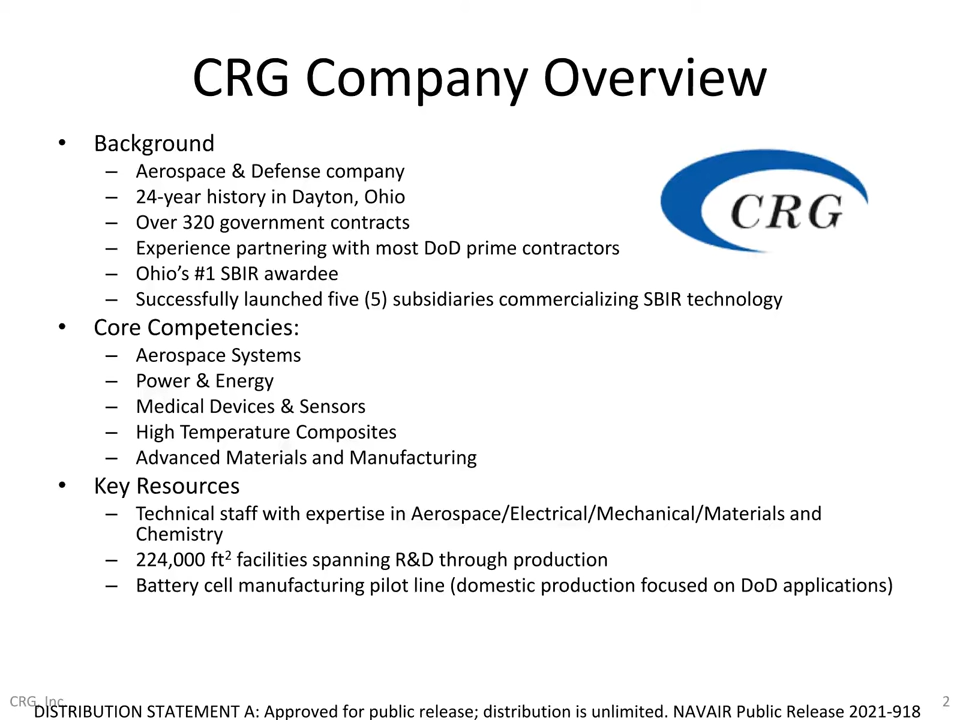 CRG Company Overview
• Background
– Aerospace & Defense company
– 24-year history in Dayton, Ohio
– Over 320 government contracts
– Experience partnering with most DoD prime contractors
– Ohio’s #1 SBIR awardee
– Successfully launched five (5) subsidiaries commercializing SBIR technology
CRG
• Core Competencies:
– Aerospace Systems
– Power & Energy
– Medical Devices & Sensors
– High Temperature Composites
– Advanced Materials and Manufacturing
• Key Resources
– Technical staff with expertise in Aerospace/Electrical/Mechanical/Materials and
Chemistry
– 224,000 ft² facilities spanning R&D through production
– Battery cell manufacturing pilot line (domestic production focused on DoD applications)
CRG, Inc.
2
DISTRIBUTION STATEMENT A: Approved for public release; distribution is unlimited. NAVAIR Public Release 2021-918